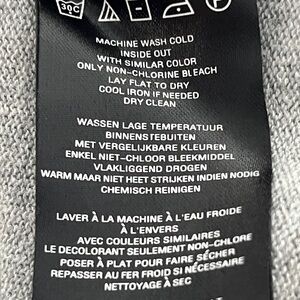 30C
P
MACHINE WASH COLD
INSIDE OUT
WITH SIMILAR COLOR
ONLY NON-CHLORINE BLEACH
LAY FLAT TO DRY
COOL IRON IF NEEDED
DRY CLEAN
WASSEN LAGE TEMPERATUUR
BINNENSTEBUITEN
MET VERGELIJKBARE KLEUREN
ENKEL NIET-CHLOOR BLEEKMIDDEL
VLAKLIGGEND DROGEN
WARM MAAR NIET HEET STRIJKEN INDIEN NODIG
CHEMISCH REINIGEN
LAVER À LA MACHINE À L'EAU FROIDE
À L'ENVERS
AVEC COULEURS SIMILAIRES
LE DECOLORANT SEULEMENT NON-CHLORE
POSER À PLAT POUR FAIRE SÉCHER
REPASSER AU FER FROID SI NÉCESSAIRE
NETTOYAGE À SEC